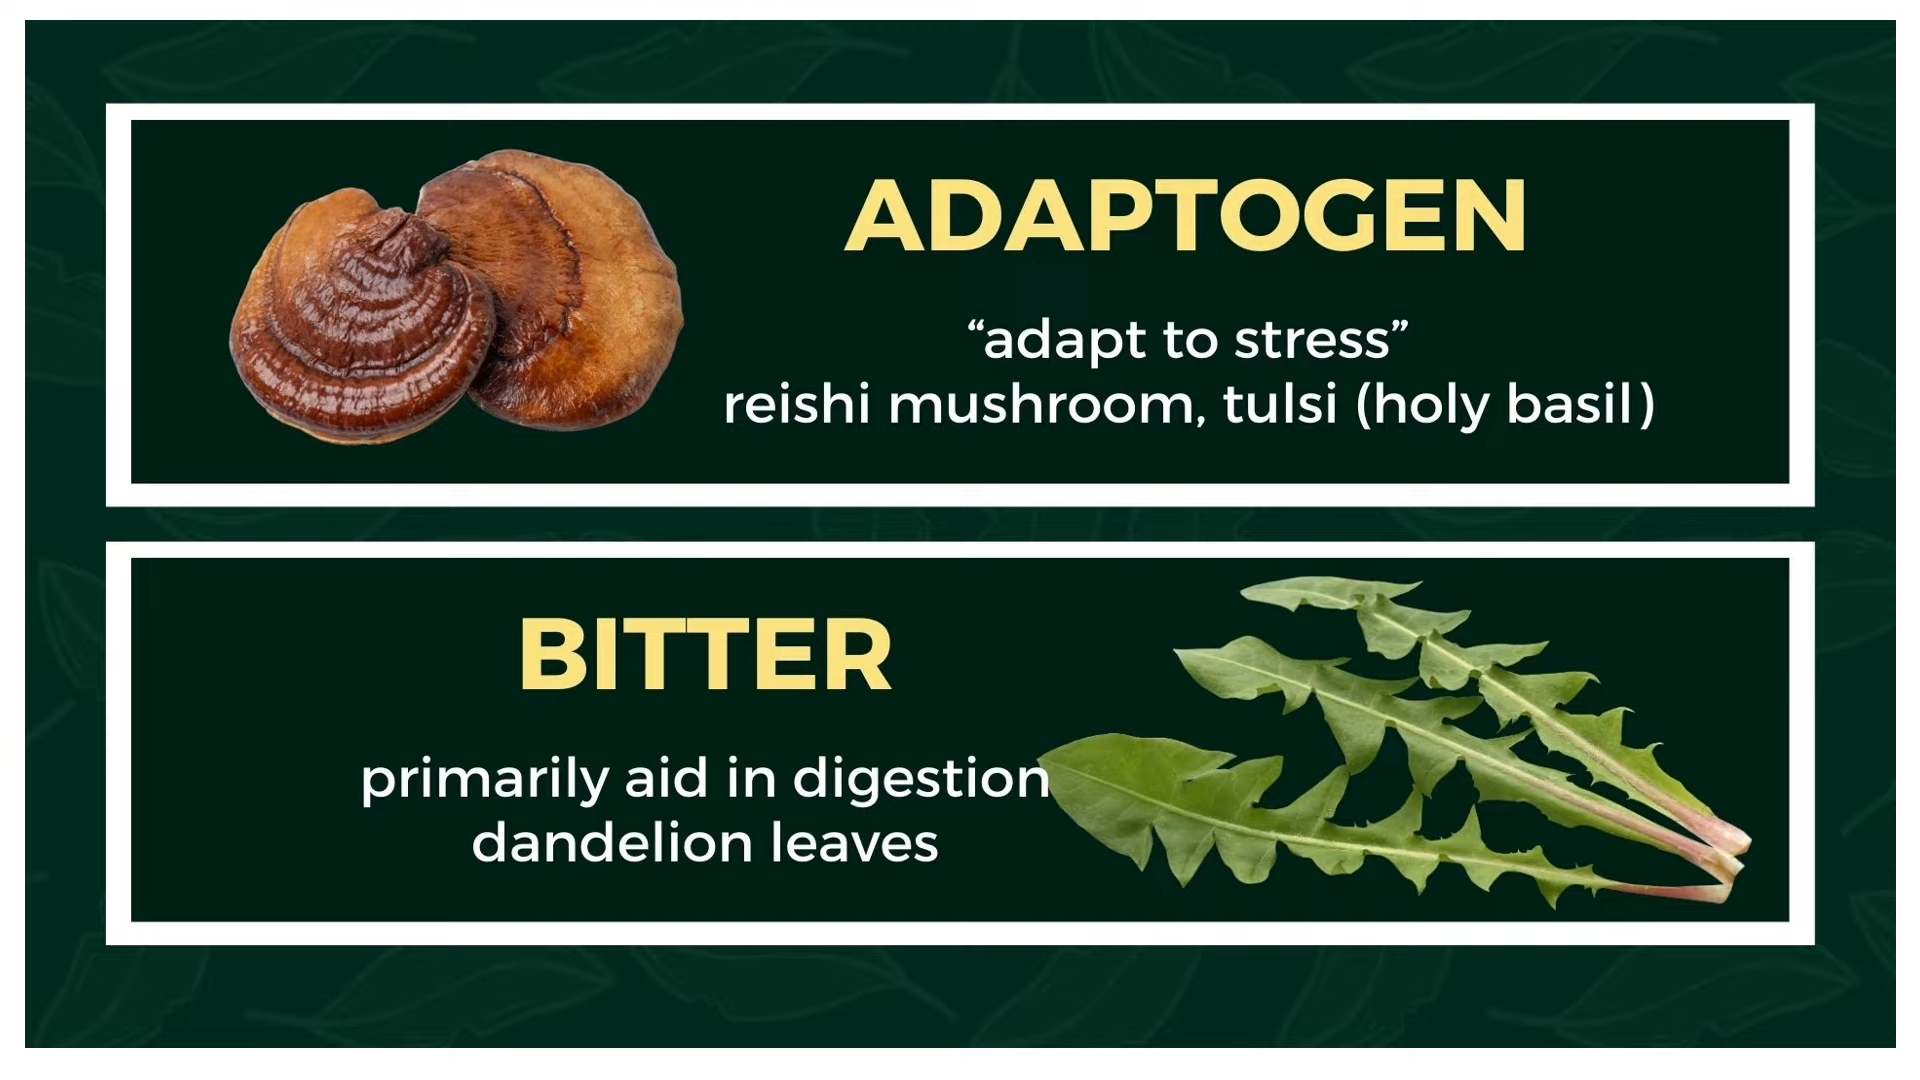 ADAPTOGEN
“adapt to stress”
reishi mushroom, tulsi (holy basil)
BITTER
primarily aid in digestion
dandelion leaves